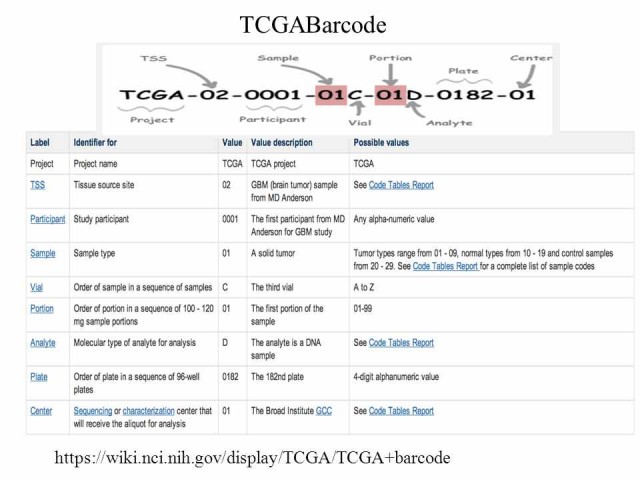 TCGABarcode
TSS Sample Portion Plate Center
TCGA-02-0001-01C-01D-0182-01
Project Participant Vial Analyte
Label Identifier for Value Value description Possible values
Project Project name TCGA TCGA project TCGA
TSS Tissue source site 02 GBM (brain tumor) sample See Code Tables Report
from MD Anderson
Participant Study participant 0001 The first participant from MD Any alpha-numeric value
Anderson for GBM study
Sample Sample type 01 A solid tumor Tumor types range from 01 - 09, normal types from 10 - 19 and control samples
from 20 - 29. See Code Tables Report for a complete list of sample codes
Vial Order of sample in a sequence of samples C The third vial A to Z
Portion Order of portion in a sequence of 100 - 120 01 The first portion of the 01-99
mg sample portions sample
Analyte Molecular type of analyte for analysis D The analyte is a DNA See Code Tables Report
sample
Plate Order of plate in a sequence of 96-well 0182 The 182nd plate 4-digit alphanumeric value
plates
Center Sequencing or characterization center that 01 The Broad Institute GCC See Code Tables Report
will receive the aliquot for analysis
https://wiki.nci.nih.gov/display/TCGA/TCGA+barcode